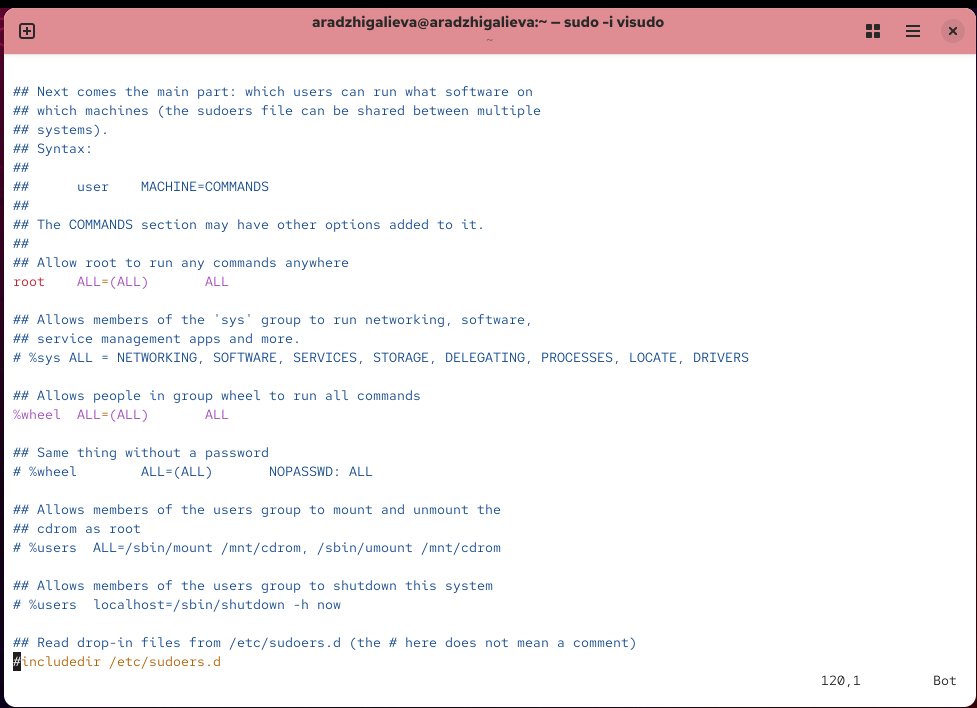 aradzhigalieva@aradzhigalieva:~ — sudo -i visudo
~
## Next comes the main part: which users can run what software on
## which machines (the sudoers file can be shared between multiple
## systems).
## Syntax:
##
##      user    MACHINE=COMMANDS
##
## The COMMANDS section may have other options added to it.
##
## Allow root to run any commands anywhere
root    ALL=(ALL)       ALL
## Allows members of the 'sys' group to run networking, software,
## service management apps and more.
# %sys ALL = NETWORKING, SOFTWARE, SERVICES, STORAGE, DELEGATING, PROCESSES, LOCATE, DRIVERS
## Allows people in group wheel to run all commands
%wheel  ALL=(ALL)       ALL
## Same thing without a password
# %wheel        ALL=(ALL)       NOPASSWD: ALL
## Allows members of the users group to mount and unmount the
## cdrom as root
# %users  ALL=/sbin/mount /mnt/cdrom, /sbin/umount /mnt/cdrom
## Allows members of the users group to shutdown this system
# %users  localhost=/sbin/shutdown -h now
## Read drop-in files from /etc/sudoers.d (the # here does not mean a comment)
#includedir /etc/sudoers.d
120,1         Bot